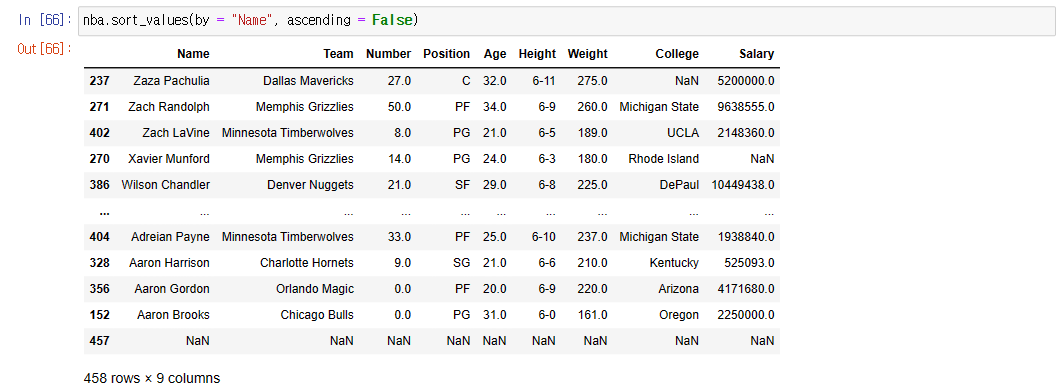 In [66]: nba.sort_values(by = "Name", ascending = False)
Out[66]:
Name Team Number Position Age Height Weight College Salary
237 Zaza Pachulia Dallas Mavericks 27.0 C 32.0 6-11 275.0 NaN 5200000.0
271 Zach Randolph Memphis Grizzlies 50.0 PF 34.0 6-9 260.0 Michigan State 9638555.0
402 Zach LaVine Minnesota Timberwolves 8.0 PG 21.0 6-5 189.0 UCLA 2148360.0
270 Xavier Munford Memphis Grizzlies 14.0 PG 24.0 6-3 180.0 Rhode Island NaN
386 Wilson Chandler Denver Nuggets 21.0 SF 29.0 6-8 225.0 DePaul 10449438.0
... ... ... ... ... ... ... ... ... ...
404 Adreian Payne Minnesota Timberwolves 33.0 PF 25.0 6-10 237.0 Michigan State 1938840.0
328 Aaron Harrison Charlotte Hornets 9.0 SG 21.0 6-6 210.0 Kentucky 525093.0
356 Aaron Gordon Orlando Magic 0.0 PF 20.0 6-9 220.0 Arizona 4171680.0
152 Aaron Brooks Chicago Bulls 0.0 PG 31.0 6-0 161.0 Oregon 2250000.0
457 NaN NaN NaN NaN NaN NaN NaN NaN NaN
458 rows × 9 columns